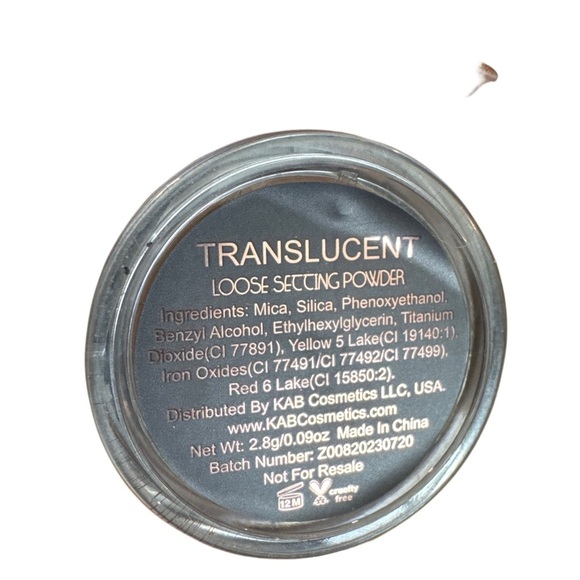 TRANSLUCENT
LOOSE SETTING POWDER
Ingredients: Mica, Silica, Phenoxyethanol,
Benzyl Alcohol, Ethylhexylglycerin, Titanium
Dioxide(CI 77891), Yellow 5 Lake(CI 19140:1),
Iron Oxides(CI 77491/CI 77492/CI 77499),
Red 6 Lake(CI 15850:2).
Distributed By KAB Cosmetics LLC, USA.
www.KABCosmetics.com
Net Wt: 2.8g/0.09oz Made In China
Batch Number: Z00820230720
Not For Resale
12 M cruelty
free